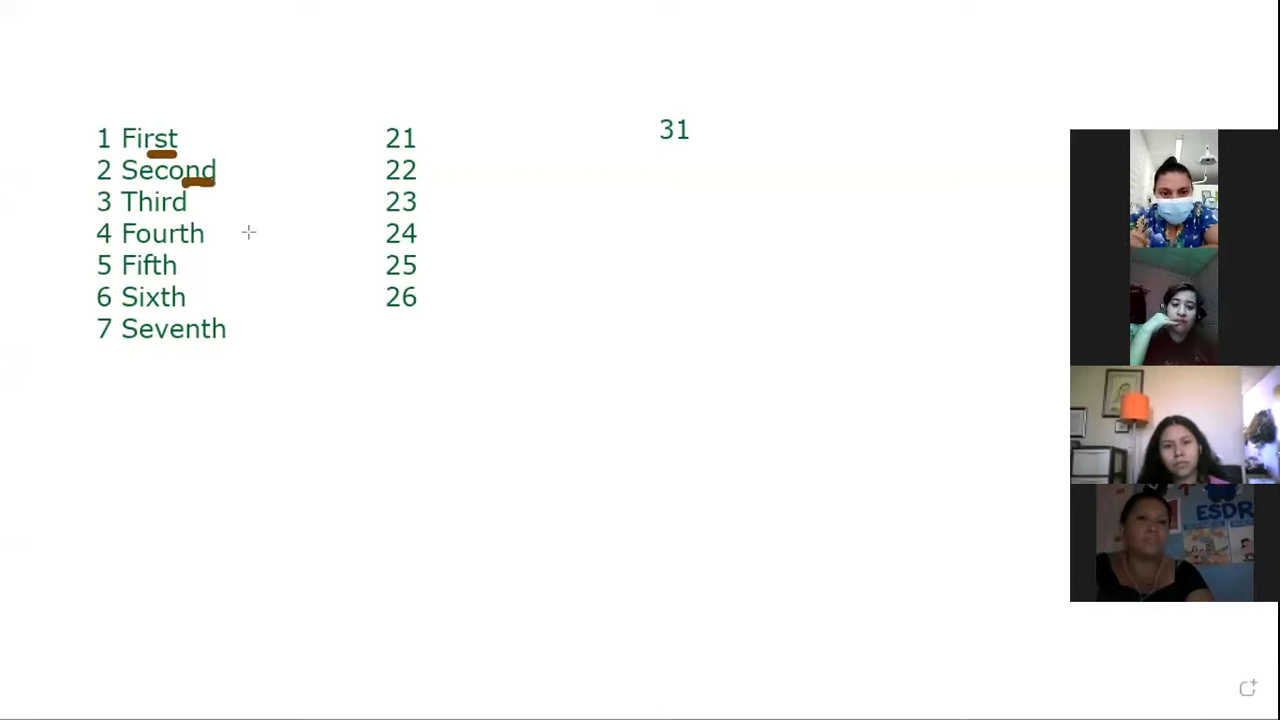 1 First
2 Second
3 Third
4 Fourth
5 Fifth
6 Sixth
7 Seventh
21
22
23
24
25
26
31
ESDR